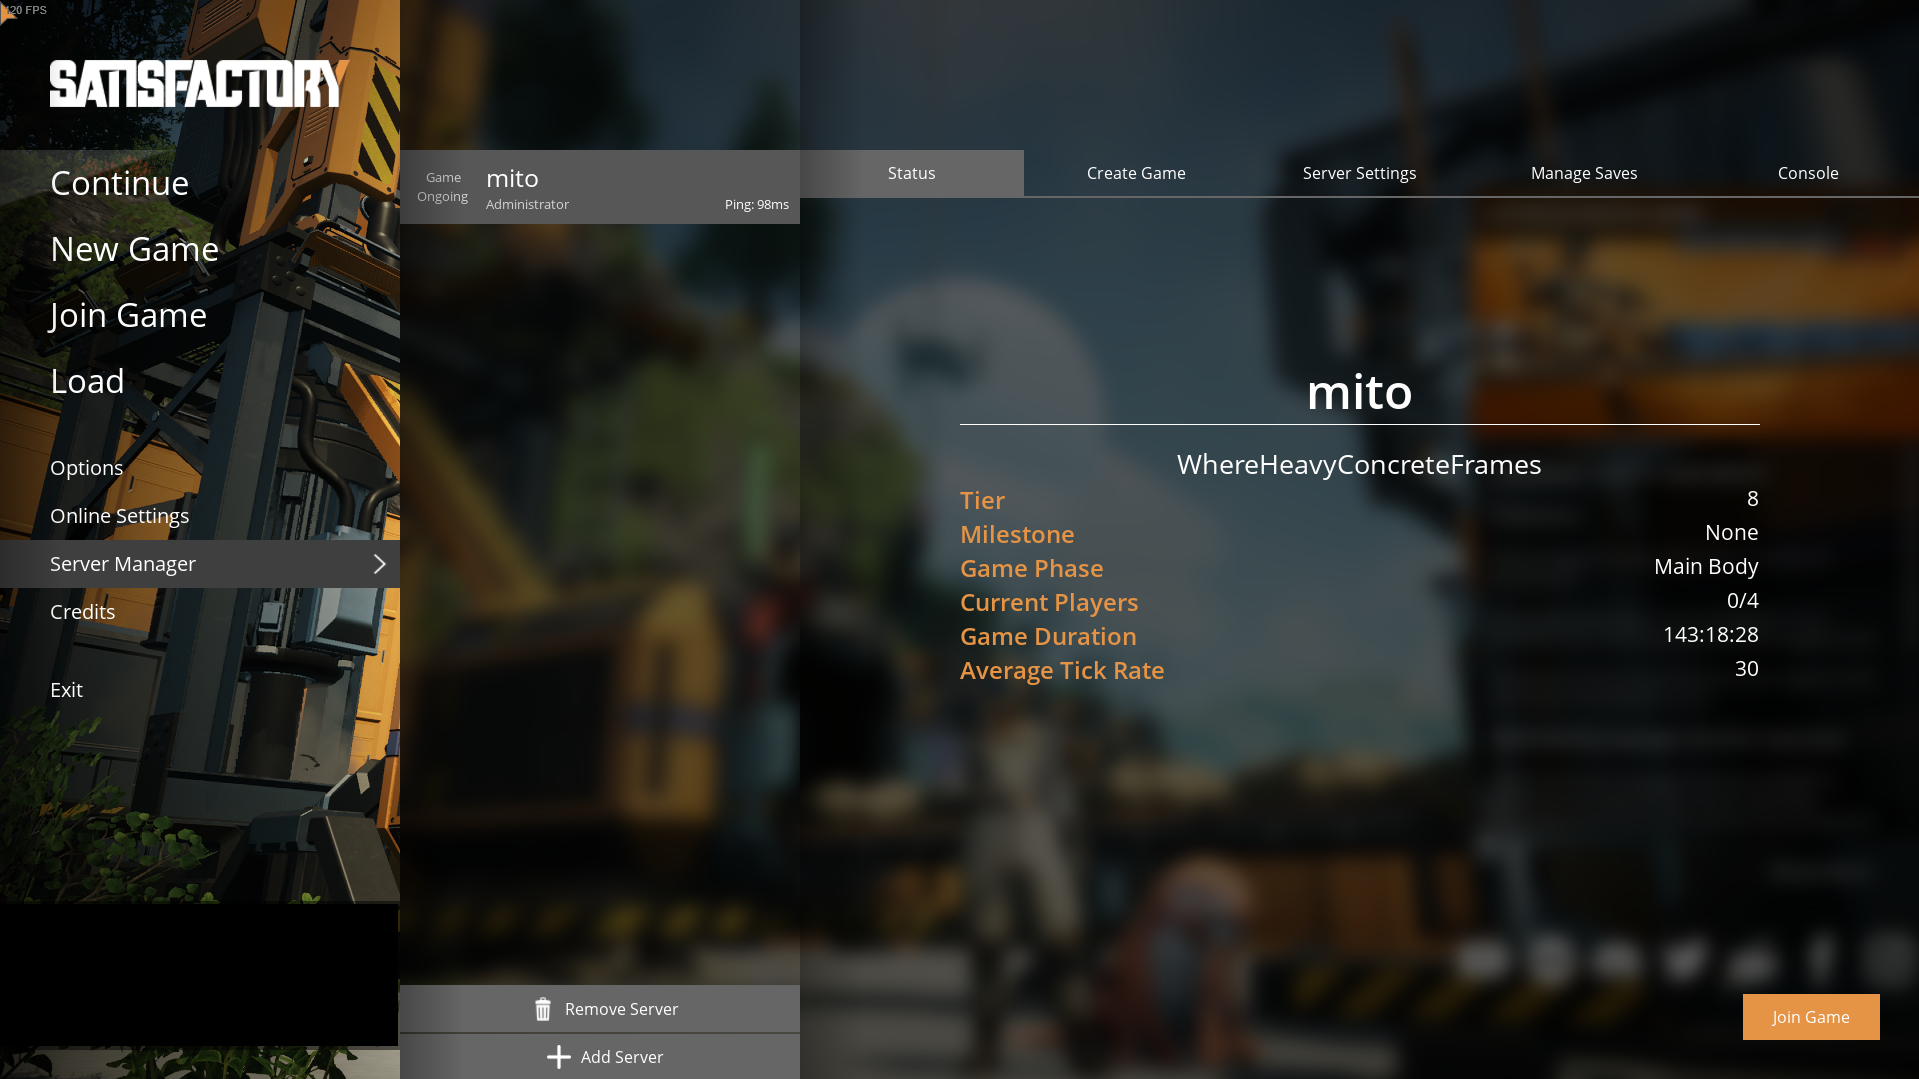 20 FPS
SATISFACTORY
Continue
New Game
Join Game
Load
Options
Online Settings
Server Manager
Credits
Exit
Game
Ongoing
mito
Administrator
Ping: 98ms
Remove Server
Add Server
Status
Create Game
Server Settings
Manage Saves
Console
mito
WhereHeavyConcreteFrames
Tier 8
Milestone None
Game Phase Main Body
Current Players 0/4
Game Duration 143:18:28
Average Tick Rate 30
Join Game